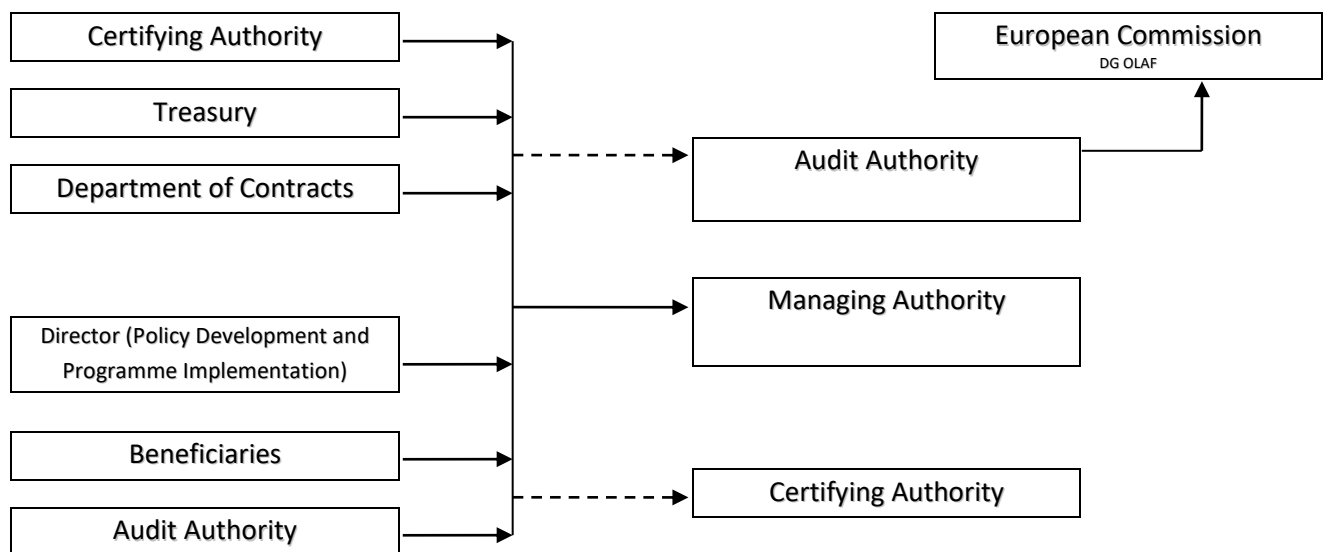 Certifying Authority
Treasury
Department of Contracts
Director (Policy Development and
Programme Implementation)
Beneficiaries
Audit Authority
European Commission
DG OLAF
Audit Authority
Managing Authority
Certifying Authority